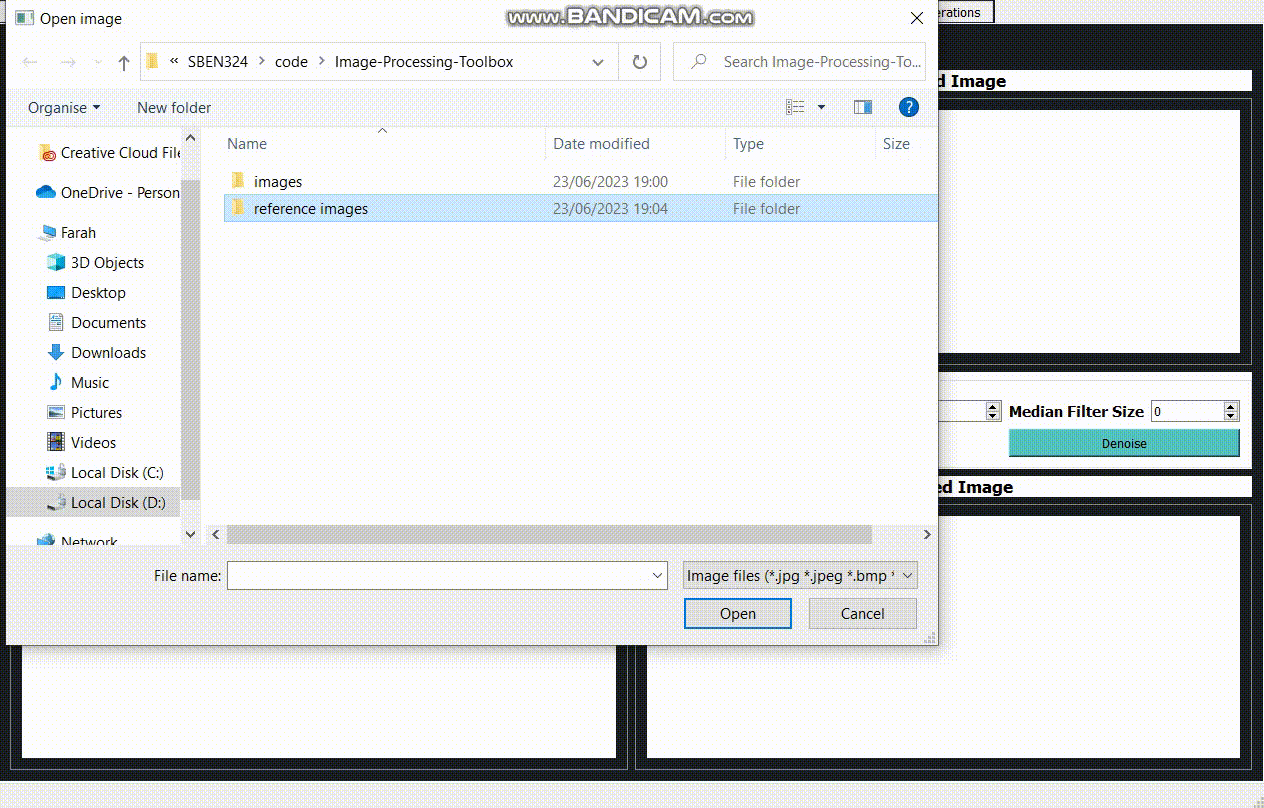 Open image
www.BANDICAM.com
erations
« SBEN324 > code > Image-Processing-Toolbox
Search Image-Processing-To...
d Image
Organise
New folder
?
Name
Date modified
Type
Size
Creative Cloud File
images
23/06/2023 19:00
File folder
OneDrive - Person
reference images
23/06/2023 19:04
File folder
Farah
3D Objects
Desktop
Documents
Downloads
Music
Pictures
Videos
Local Disk (C:)
Local Disk (D:)
Network
Median Filter Size
0
Denoise
ed Image
File name:
Image files (*.jpg *.jpeg *.bmp *
Open
Cancel